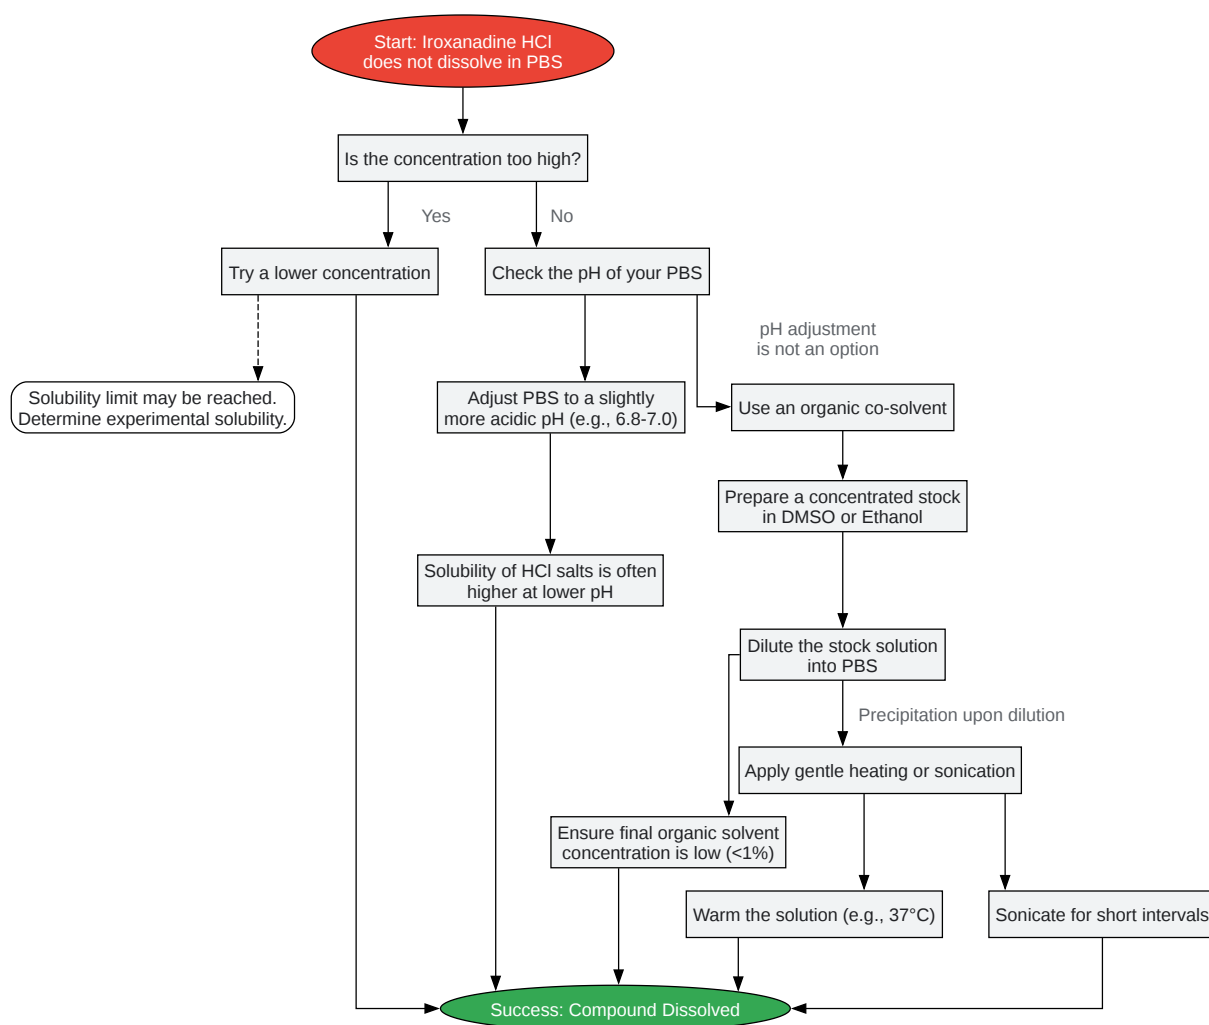 Start: Iroxanadine HCl
does not dissolve in PBS
Is the concentration too high?
Yes
No
Try a lower concentration
Check the pH of your PBS
pH adjustment
is not an option
Solubility limit may be reached.
Determine experimental solubility.
Adjust PBS to a slightly
more acidic pH (e.g., 6.8-7.0)
Use an organic co-solvent
Prepare a concentrated stock
in DMSO or Ethanol
Solubility of HCl salts is often
higher at lower pH
Dilute the stock solution
into PBS
Precipitation upon dilution
Apply gentle heating or sonication
Ensure final organic solvent
concentration is low (<1%)
Warm the solution (e.g., 37°C)
Sonicate for short intervals
Success: Compound Dissolved